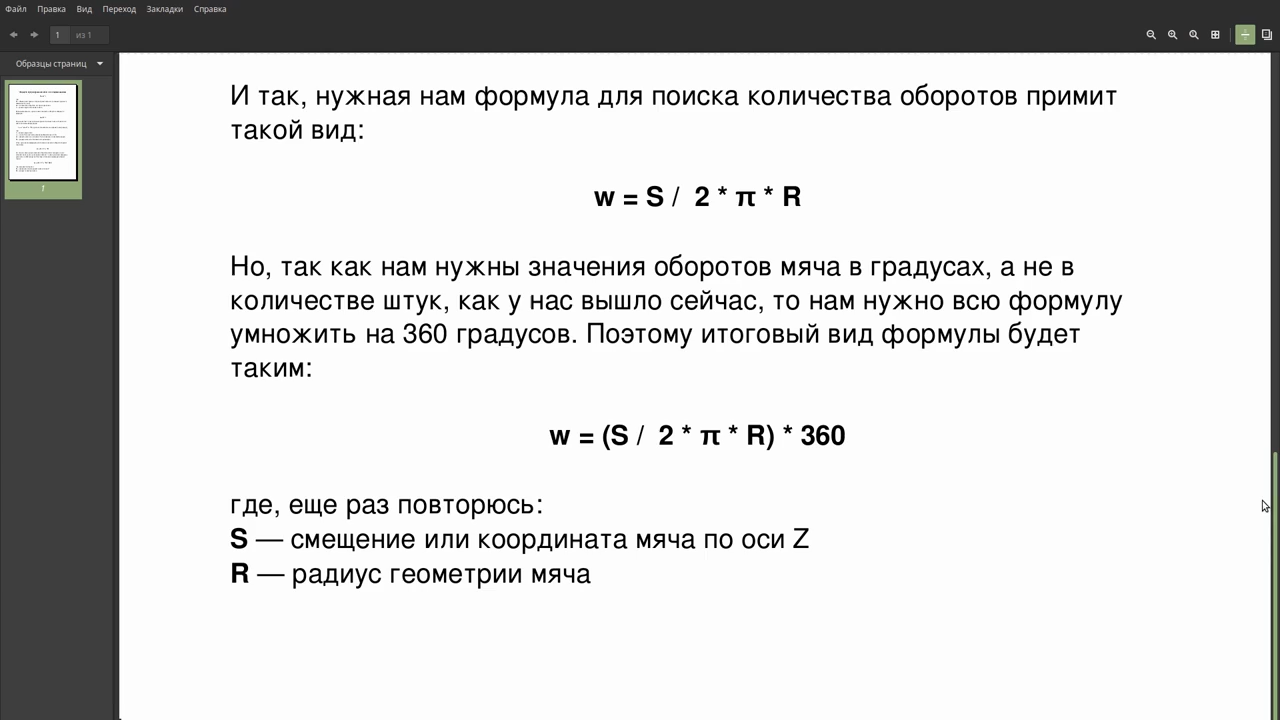 Файл Правка Вид Переход Закладки Справка
1 из 1
Образцы страниц
1
И так, нужная нам формула для поиска количества оборотов примит
такой вид:
w = S / 2 * π * R
Но, так как нам нужны значения оборотов мяча в градусах, а не в
количестве штук, как у нас вышло сейчас, то нам нужно всю формулу
умножить на 360 градусов. Поэтому итоговый вид формулы будет
таким:
w = (S / 2 * π * R) * 360
где, еще раз повторюсь:
S — смещение или координата мяча по оси Z
R — радиус геометрии мяча